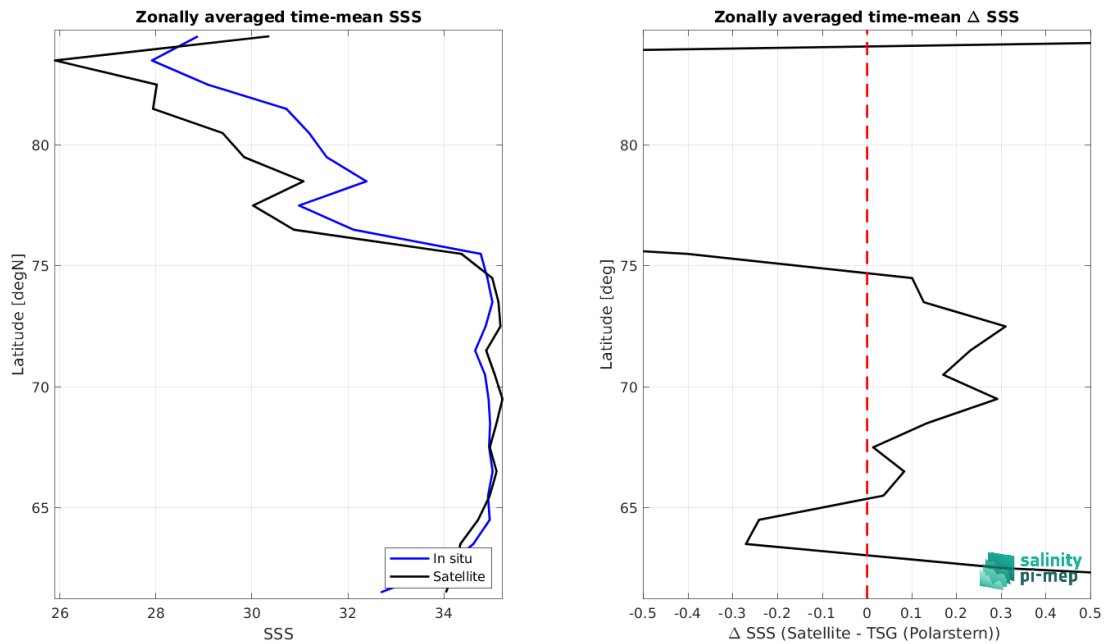 Zonally averaged time-mean SSS
Latitude [degN]
80
75
70
65
26 28 30 32 34
SSS
In situ
Satellite
Zonally averaged time-mean Δ SSS
Latitude [deg]
80
75
70
65
-0.5 -0.4 -0.3 -0.2 -0.1 0 0.1 0.2 0.3 0.4 0.5
Δ SSS (Satellite - TSG (Polarstern))
salinity
pi-mep